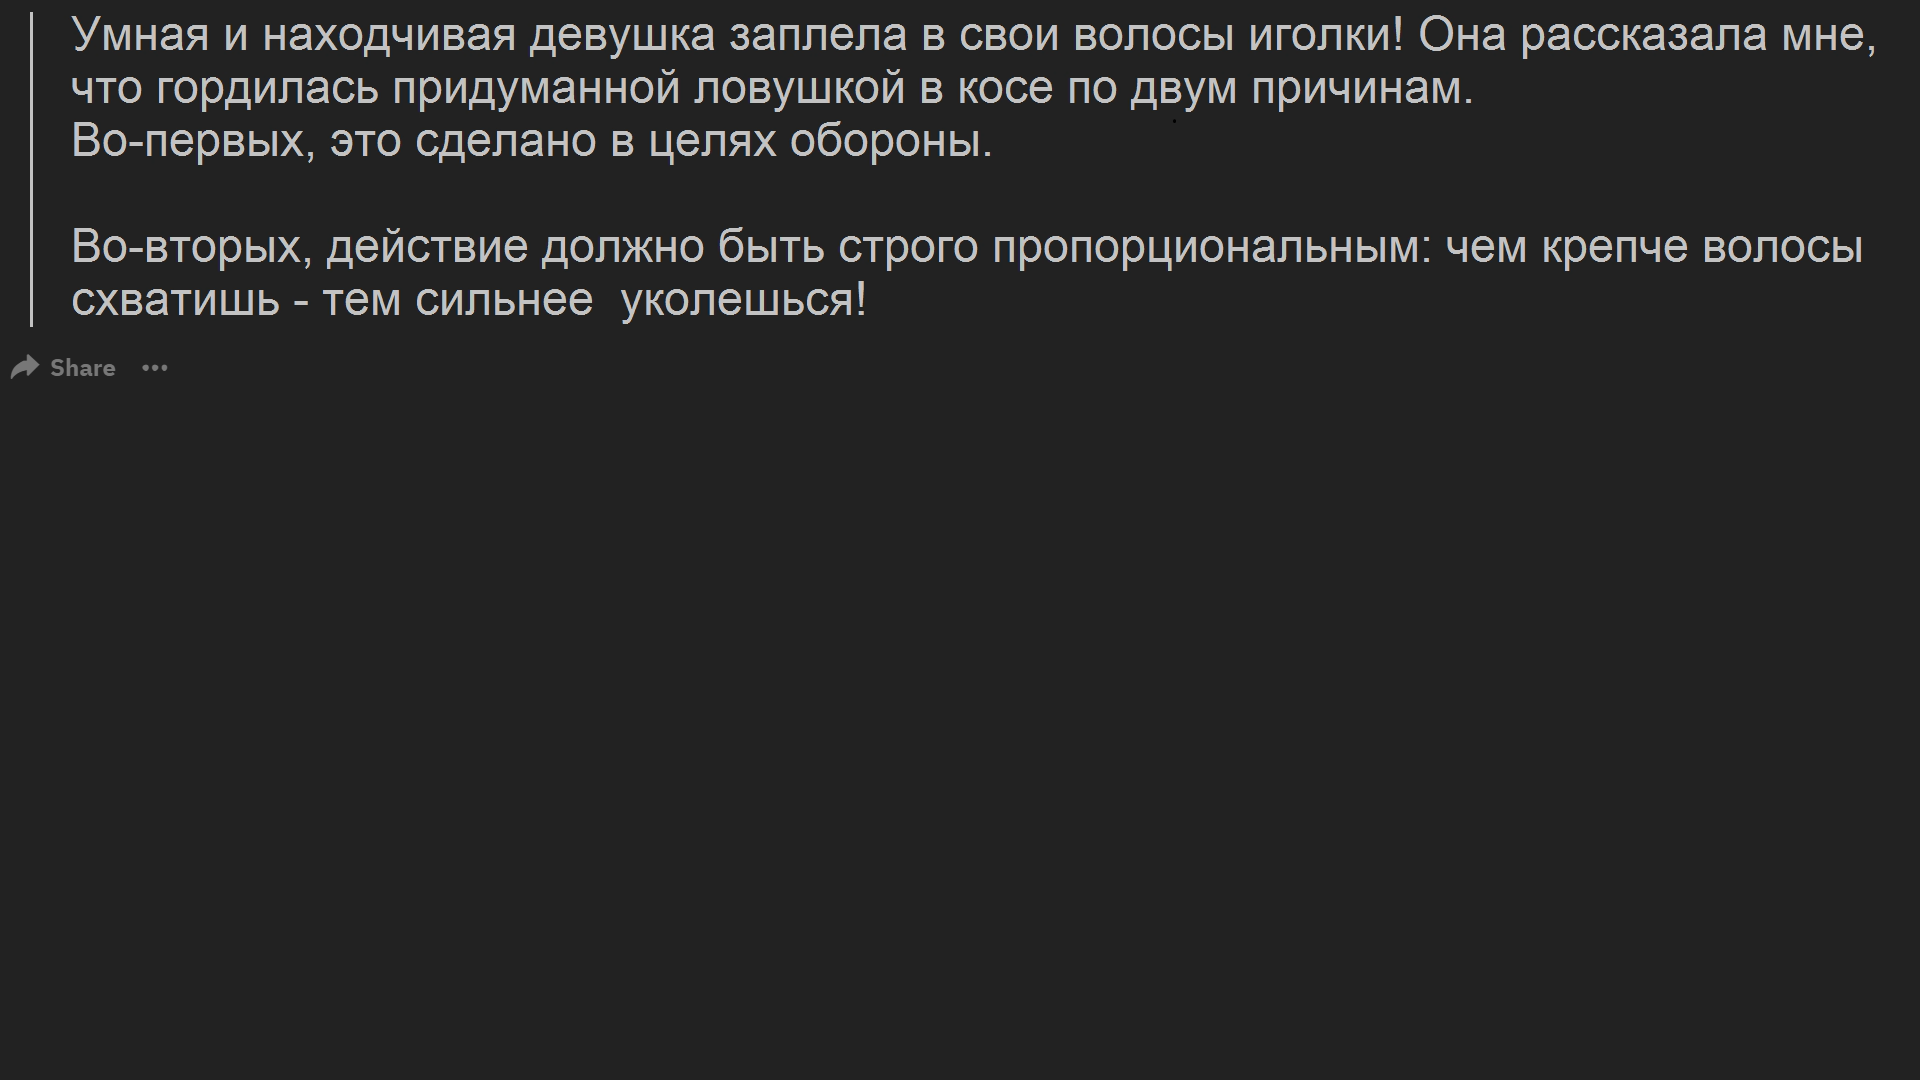 Умная и находчивая девушка заплела в свои волосы иголки! Она рассказала мне,
что гордилась придуманной ловушкой в косе по двум причинам.
Во-первых, это сделано в целях обороны.
Во-вторых, действие должно быть строго пропорциональным: чем крепче волосы
схватишь - тем сильнее  уколешься!
Share